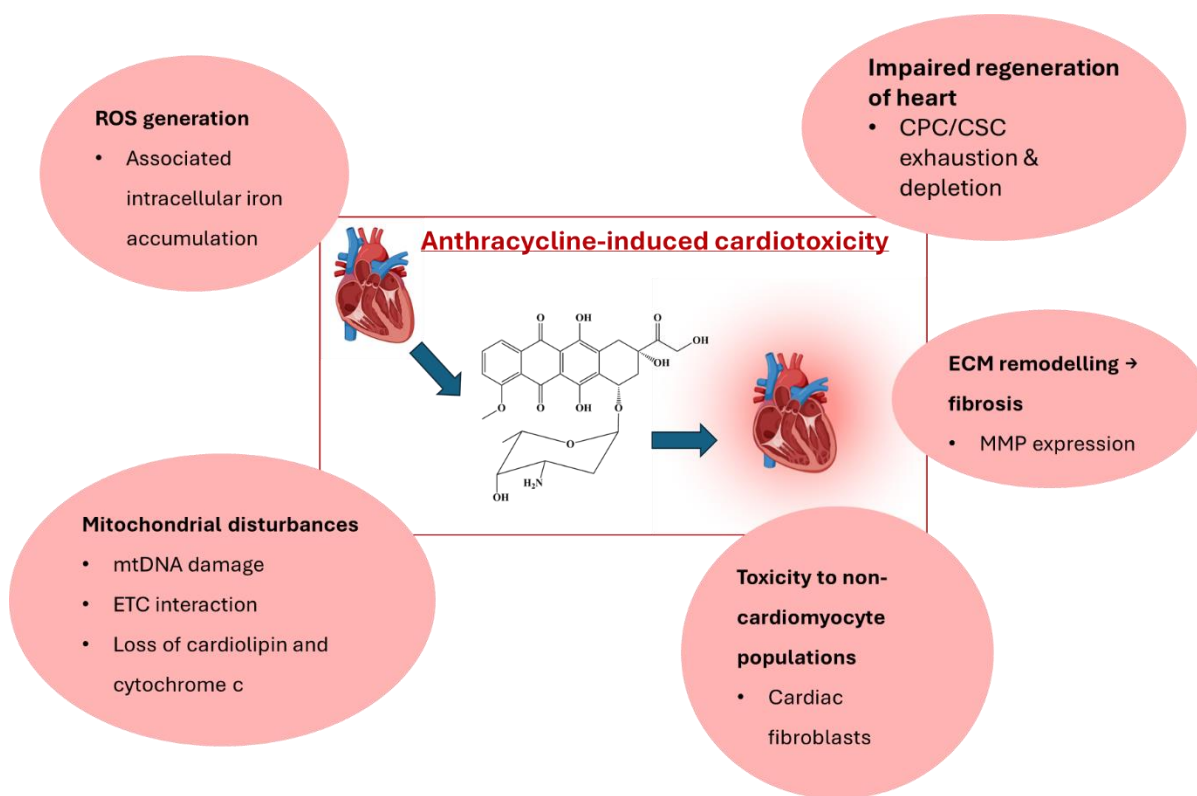 ROS generation
• Associated
intracellular iron
accumulation
Impaired regeneration
of heart
• CPC/CSC
exhaustion &
depletion
Anthracycline-induced cardiotoxicity
O
OH
O
OH
OH
O
O
OH
O
O
H₂N
OH
ECM remodelling →
fibrosis
• MMP expression
Mitochondrial disturbances
• mtDNA damage
• ETC interaction
• Loss of cardiolipin and
cytochrome c
Toxicity to non-
cardiomyocyte
populations
• Cardiac
fibroblasts